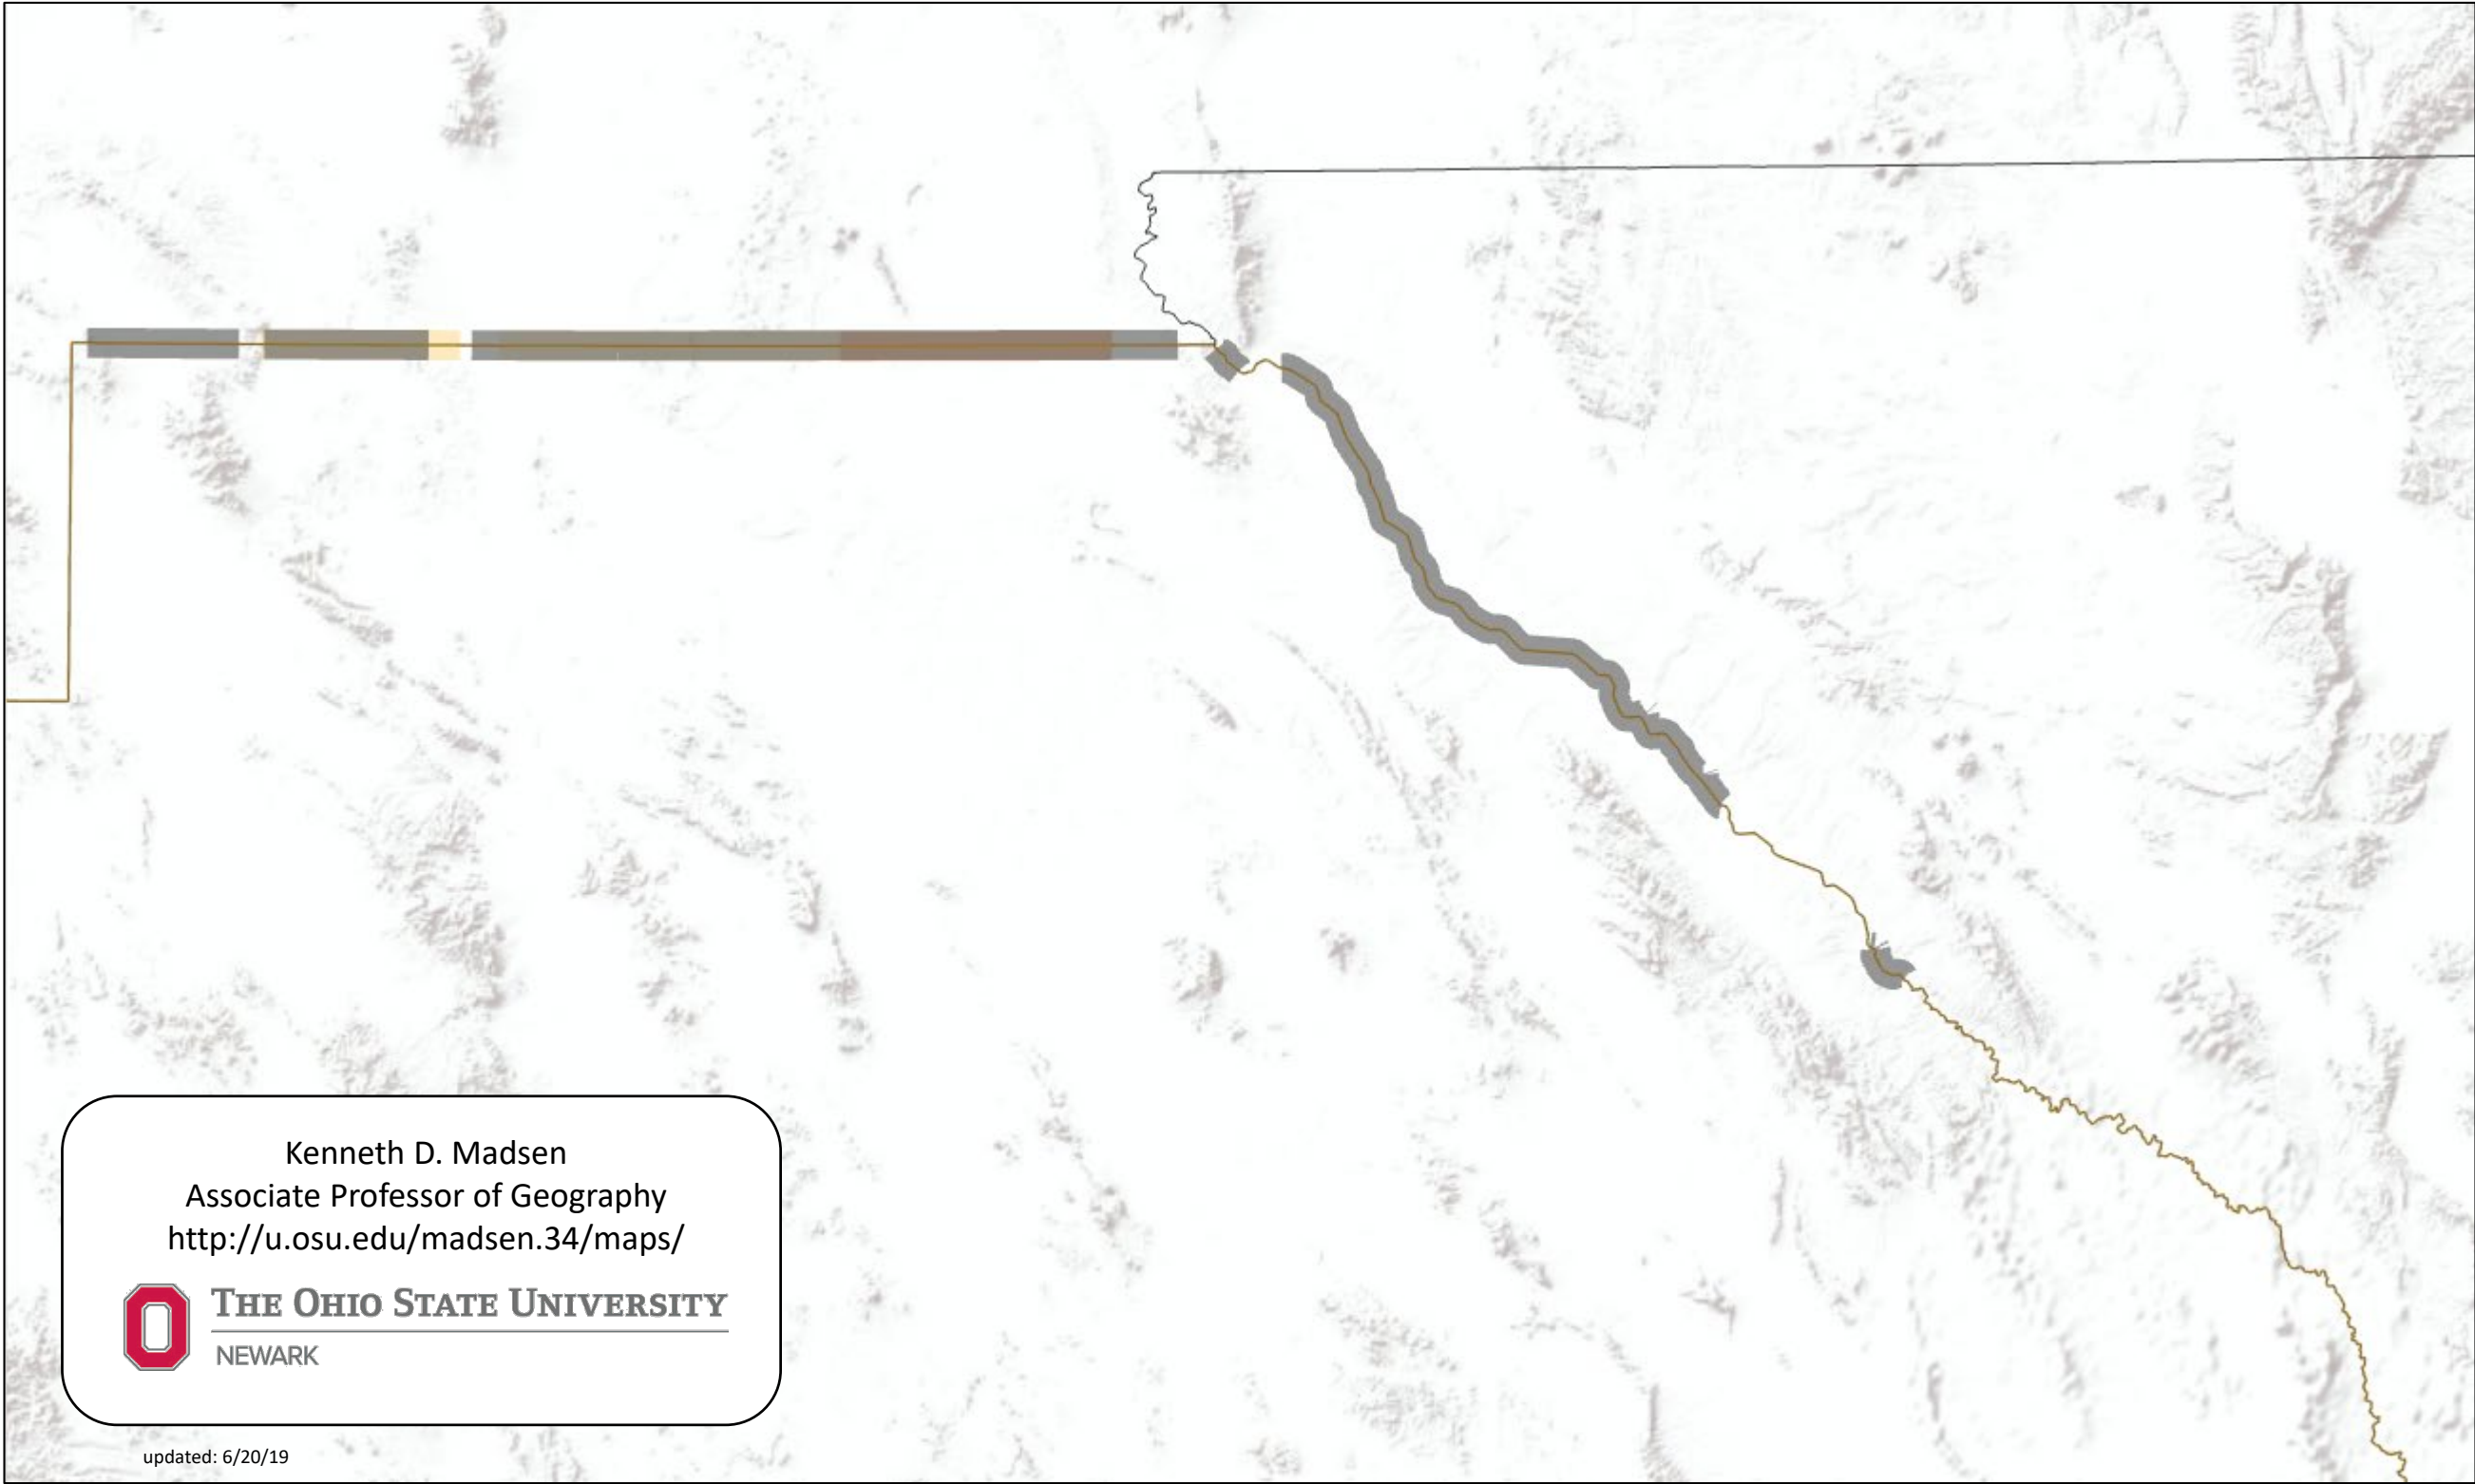 Kenneth D. Madsen
Associate Professor of Geography
http://u.osu.edu/madsen.34/maps/
THE OHIO STATE UNIVERSITY
NEWARK
updated: 6/20/19